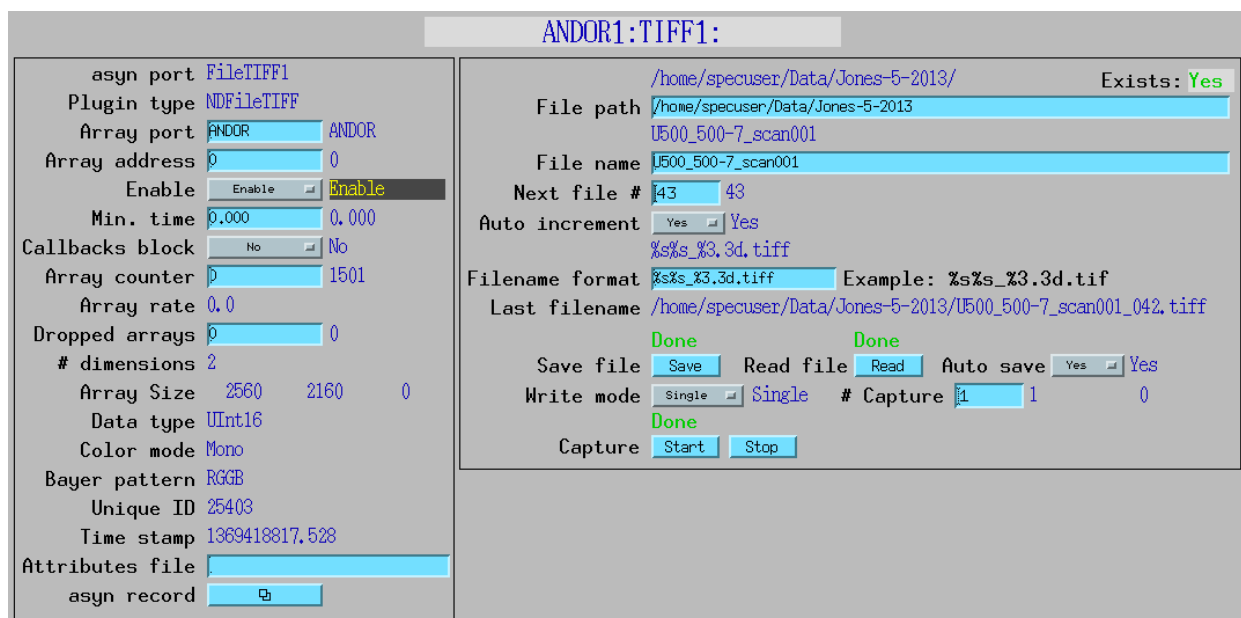 ANDOR1:TIFF1:
asyn port FileTIFF1
Plugin type NDFileTIFF
Array port ANDOR ANDOR
Array address 0 0
Enable Enable Enable
Min. time 0.000 0.000
Callbacks block No No
Array counter 0 1501
Array rate 0.0
Dropped arrays 0 0
# dimensions 2
Array Size 2560 2160 0
Data type UInt16
Color mode Mono
Bayer pattern RGGB
Unique ID 25403
Time stamp 1369418817.528
Attributes file
asyn record
/home/specuser/Data/Jones-5-2013/ Exists: Yes
File path /home/specuser/Data/Jones-5-2013
U500_500-7_scan001
File name U500_500-7_scan001
Next file # 43 43
Auto increment Yes Yes
%s%s_%3.3d.tiff
Filename format %s%s_%3.3d.tiff Example: %s%s_%3.3d.tif
Last filename /home/specuser/Data/Jones-5-2013/U500_500-7_scan001_042.tiff
Done Done
Save file Save Read file Read Auto save Yes Yes
Write mode Single Single # Capture 1 1 0
Done
Capture Start Stop